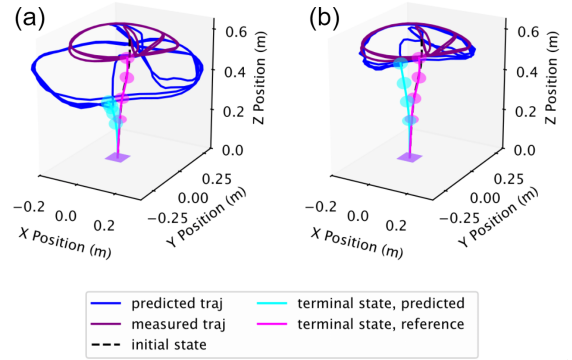 (a)
(b)
0.6
0.4
0.2
0.0
Z Position (m)
−0.2
0.0
0.2
X Position (m)
−0.25
0.00
0.25
Y Position (m)
0.6
0.4
0.2
0.0
Z Position (m)
−0.2
0.0
0.2
X Position (m)
−0.25
0.00
0.25
Y Position (m)
predicted traj
measured traj
initial state
terminal state, predicted
terminal state, reference